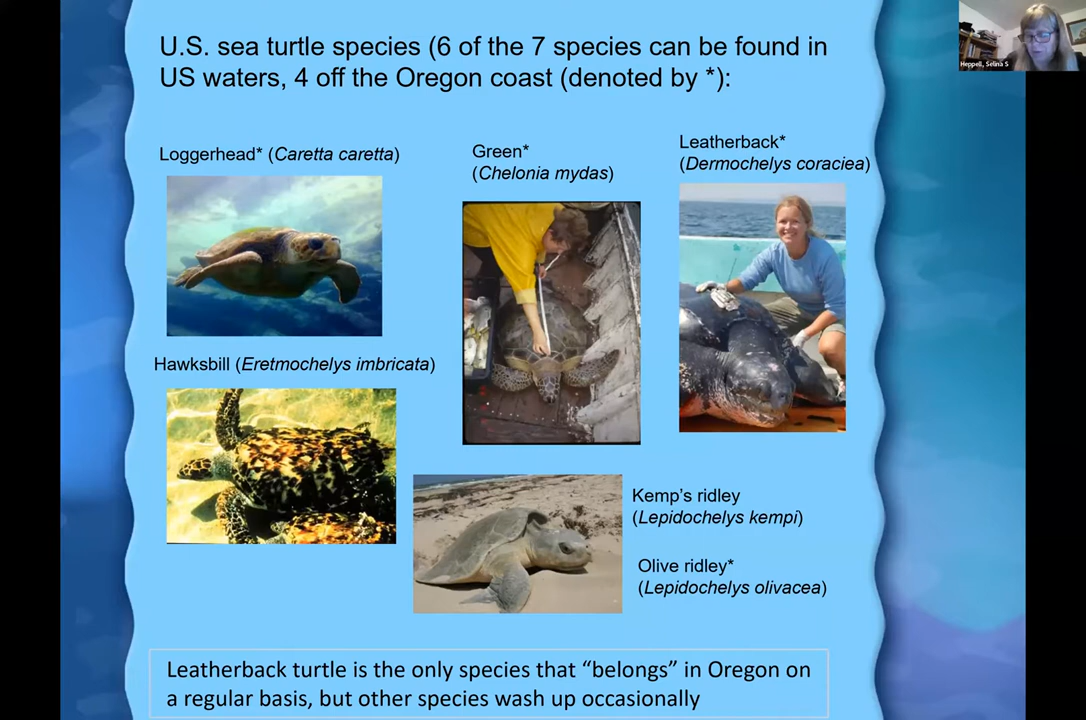 U.S. sea turtle species (6 of the 7 species can be found in
US waters, 4 off the Oregon coast (denoted by *):
Loggerhead* (Caretta caretta)
Green*
(Chelonia mydas)
Leatherback*
(Dermochelys coraciea)
Hawksbill (Eretmochelys imbricata)
Kemp's ridley
(Lepidochelys kempi)
Olive ridley*
(Lepidochelys olivacea)
Leatherback turtle is the only species that “belongs” in Oregon on
a regular basis, but other species wash up occasionally
Heppell, Selina S